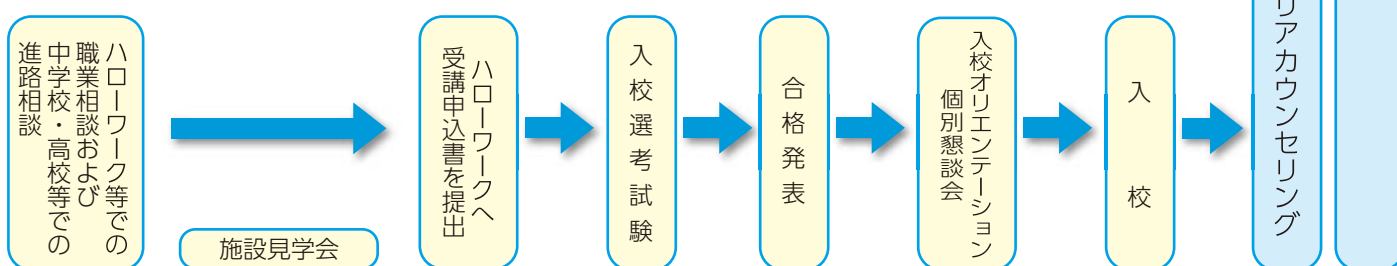 ハローワーク等での
職業相談および
中学校・高校等での
進路相談
施設見学会
ハローワークへ
受講申込書を提出
入校選考試験
合格発表
入校オリエンテーション
個別懇談会
入校
リアカウンセリング